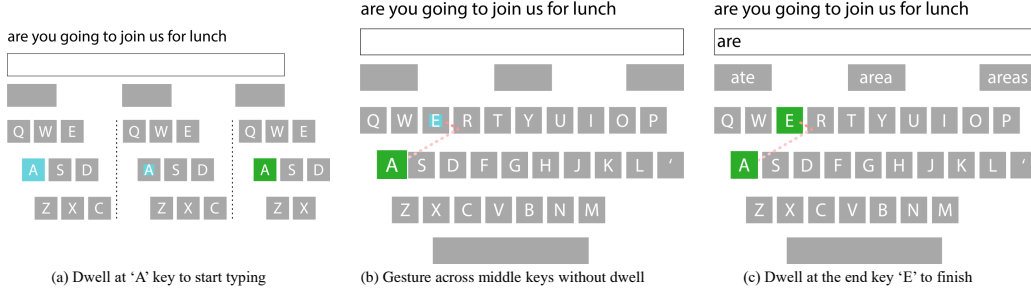 are you going to join us for lunch
Q W E Q W E Q W E
A S D A S D A S D
Z X C Z X C Z X
(a) Dwell at ‘A’ key to start typing
are you going to join us for lunch
Q W E R T Y U I O P
A S D F G H J K L ‘
Z X C V B N M
(b) Gesture across middle keys without dwell
are you going to join us for lunch
are
ate area areas
Q W E R T Y U I O P
A S D F G H J K L ‘
Z X C V B N M
(c) Dwell at the end key ‘E’ to finish